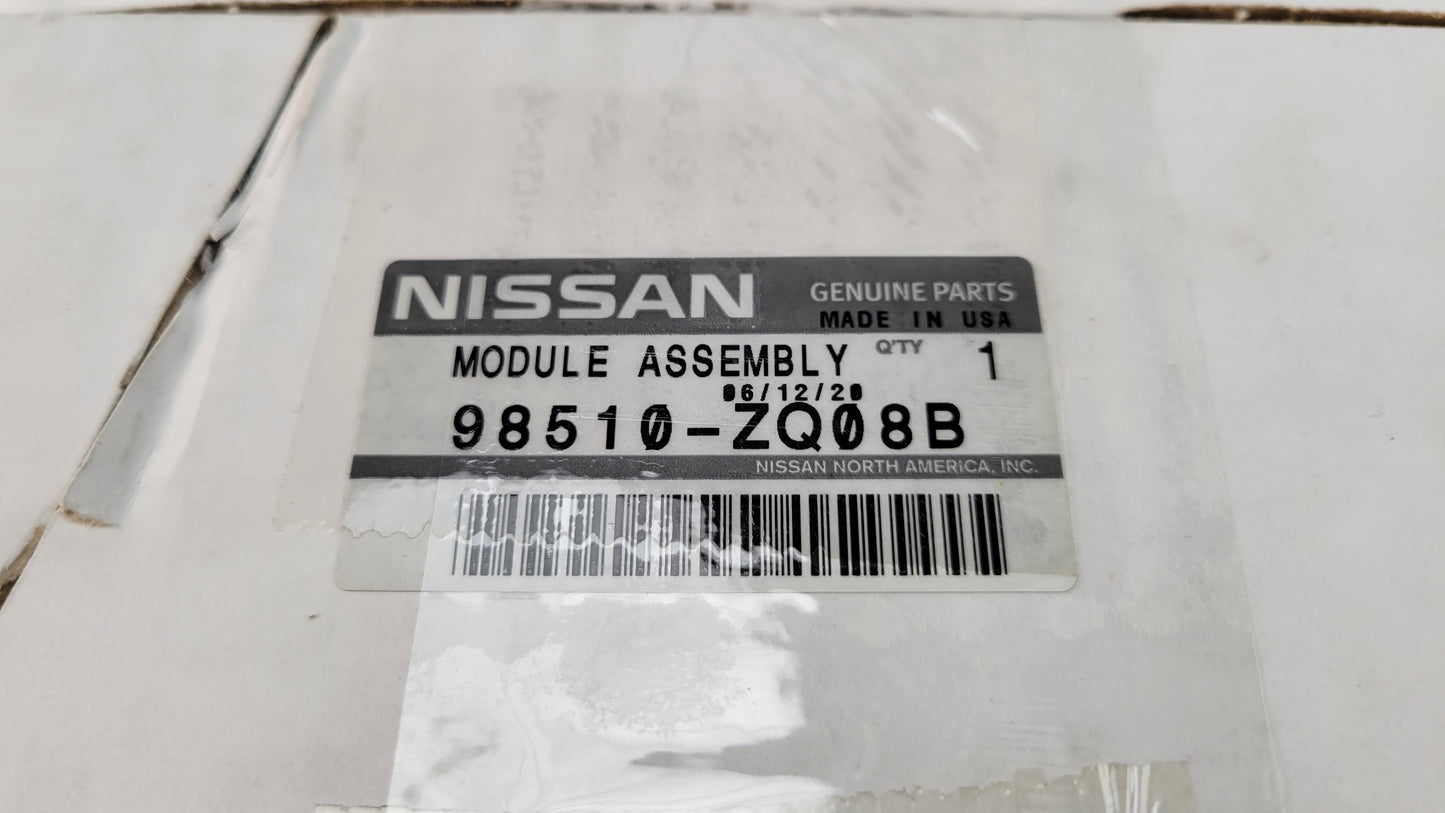 NISSAN GENUINE PARTS
MADE IN USA
MODULE ASSEMBLY Q'TY 1
06/12/20
98510-ZQ08B
NISSAN NORTH AMERICA, INC.